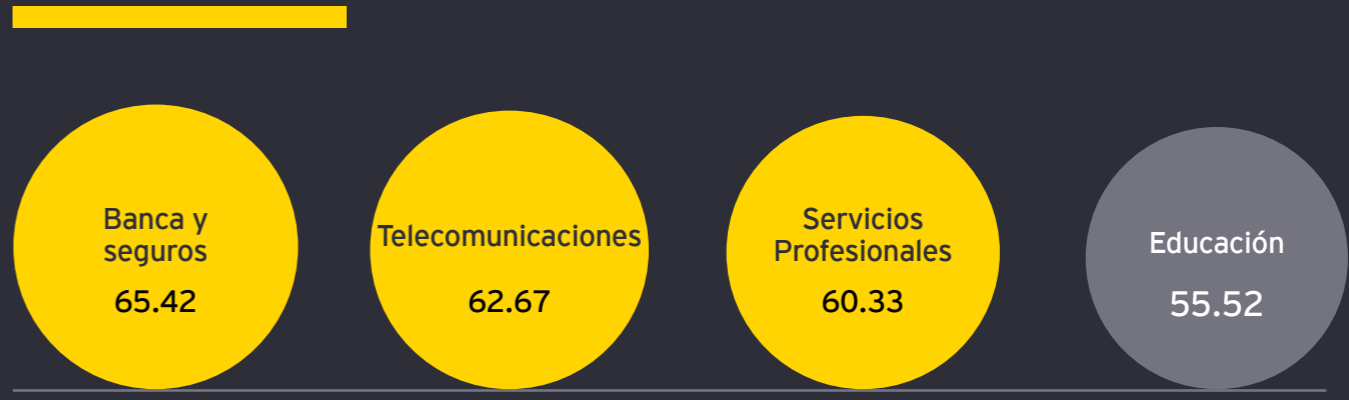 Banca y
seguros
65.42
Telecomunicaciones
62.67
Servicios
Profesionales
60.33
Educación
55.52